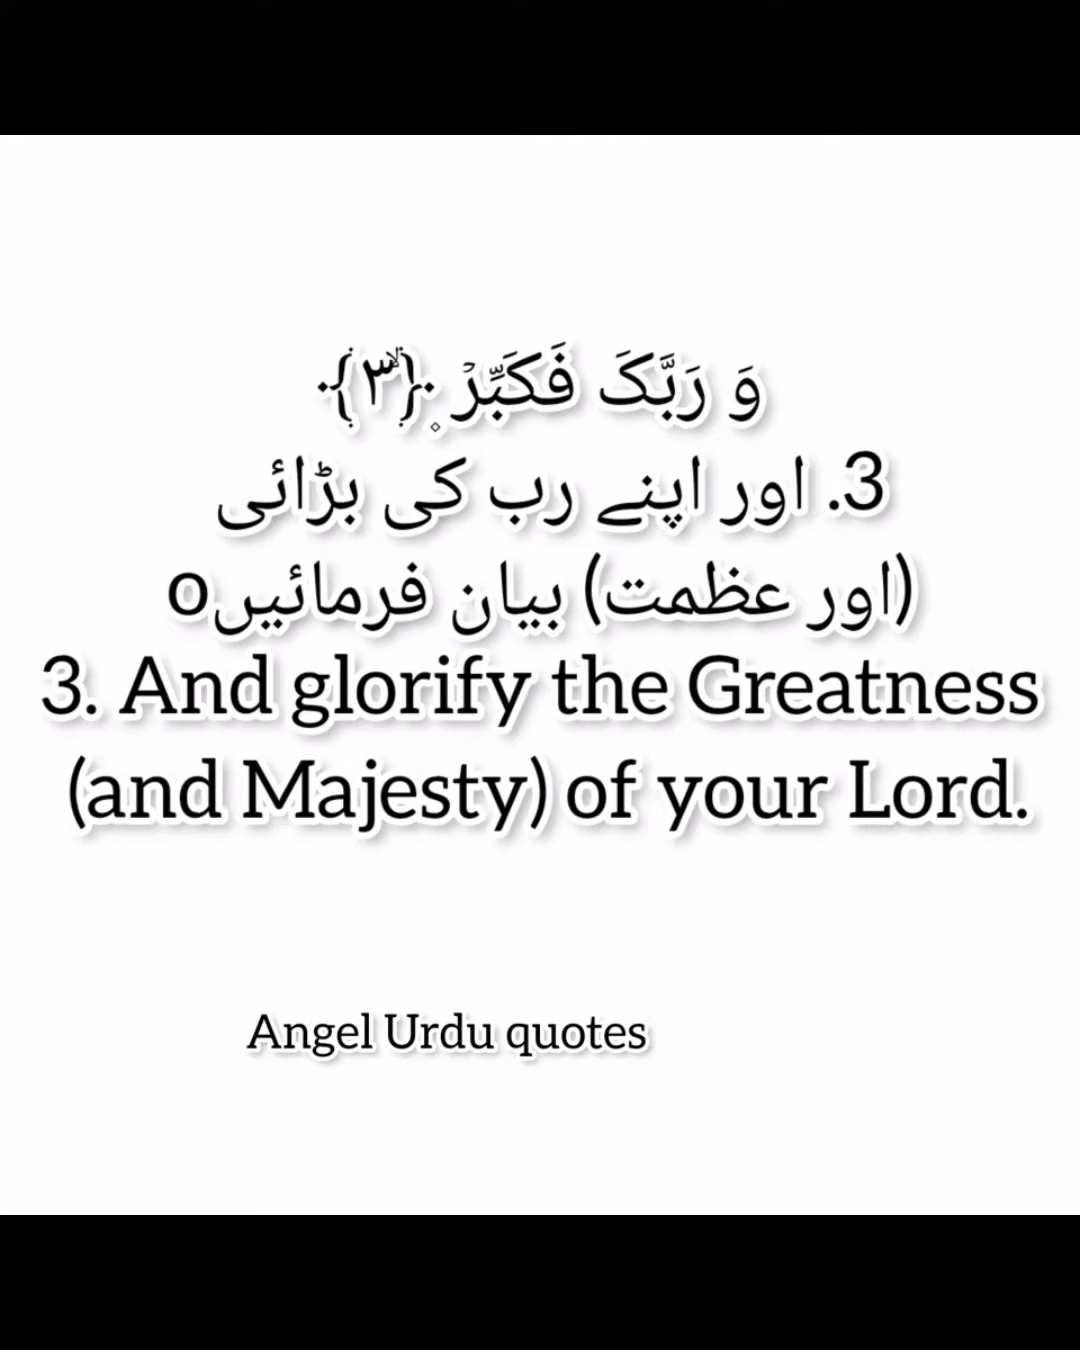 وَ رَبَّکَ فَکَبِّرۡ ۪﴿ۙ۳﴾
3. اور اپنے رب کی بڑائی
(اور عظمت) بیان فرمائیںo
3. And glorify the Greatness
(and Majesty) of your Lord.
Angel Urdu quotes